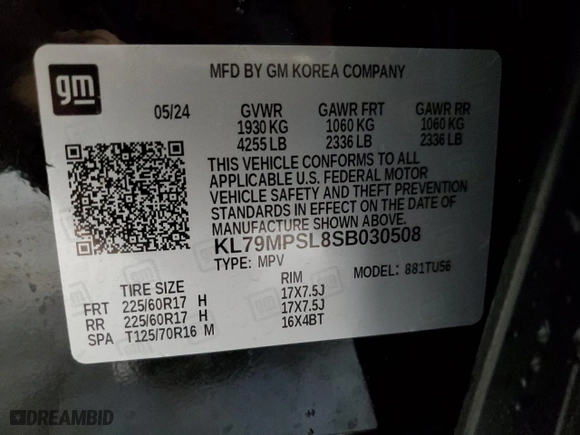 gm
MFD BY GM KOREA COMPANY
05/24 GVWR GAWR FRT GAWR RR
1930 KG 1060 KG 1060 KG
4255 LB 2336 LB 2336 LB
THIS VEHICLE CONFORMS TO ALL
APPLICABLE U.S. FEDERAL MOTOR
VEHICLE SAFETY AND THEFT PREVENTION
STANDARDS IN EFFECT ON THE DATE OF
MANUFACTURE SHOWN ABOVE.
KL79MPSL8SB030508
TYPE: MPV MODEL: 881TU56
TIRE SIZE RIM
FRT 225/60R17 H 17X7.5J
RR 225/60R17 H 17X7.5J
SPA T125/70R16 M 16X4BT
DREAMBID